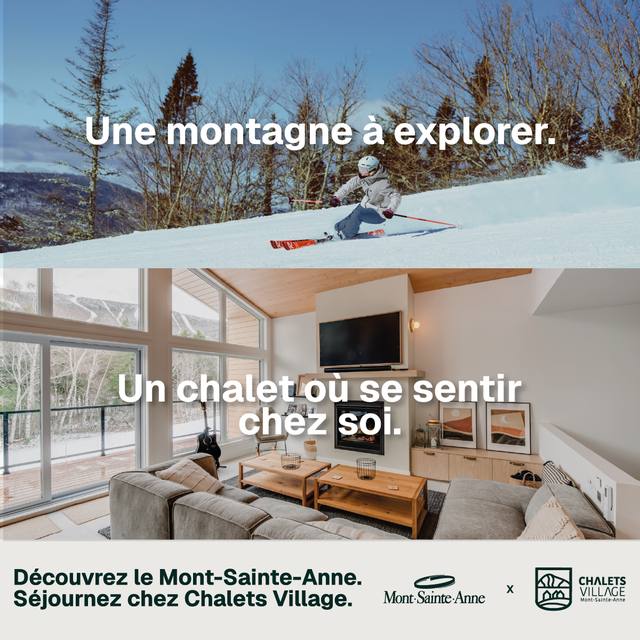 Une montagne à explorer.
Un chalet où se sentir
chez soi.
Découvrez le Mont-Sainte-Anne.
Séjournez chez Chalets Village.
Mont·Sainte·Anne
x
CHALETS
VILLAGE
Mont-Sainte-Anne